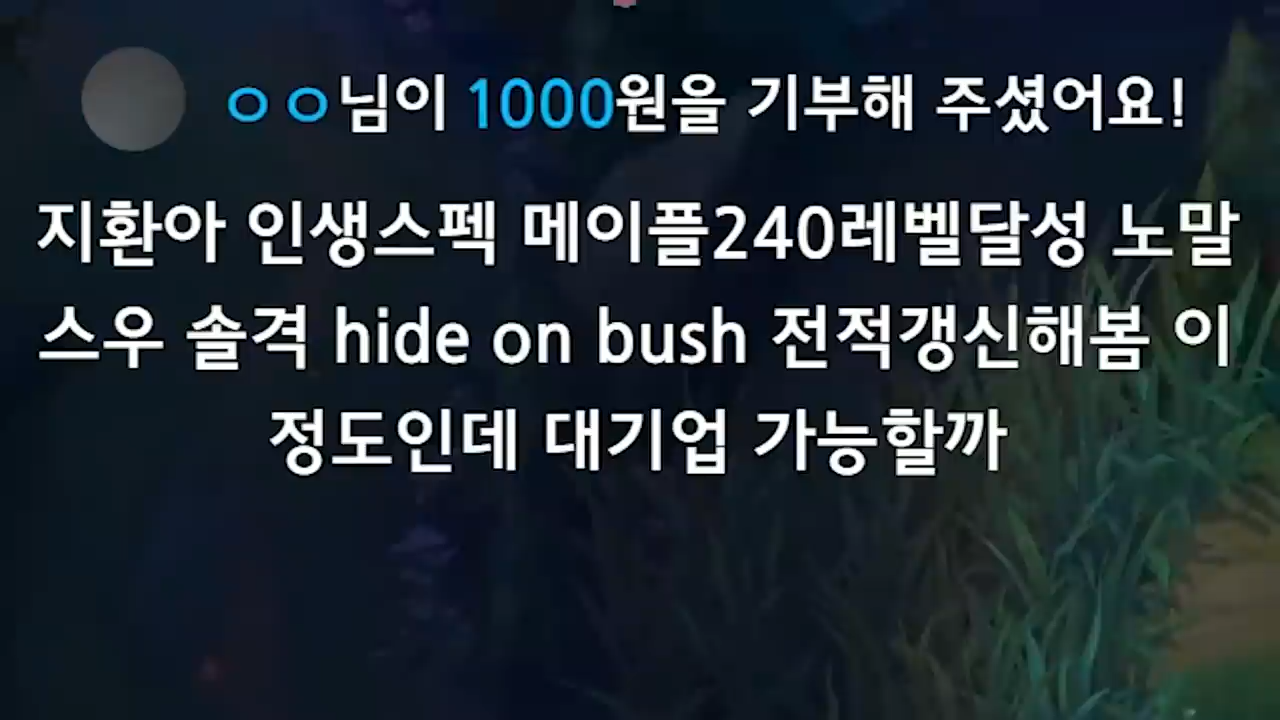 ㅇㅇ님이 1000원을 기부해 주셨어요!
지환아 인생스펙 메이플240레벨달성 노말
스우 솔격 hide on bush 전적갱신해봄 이
정도인데 대기업 가능할까